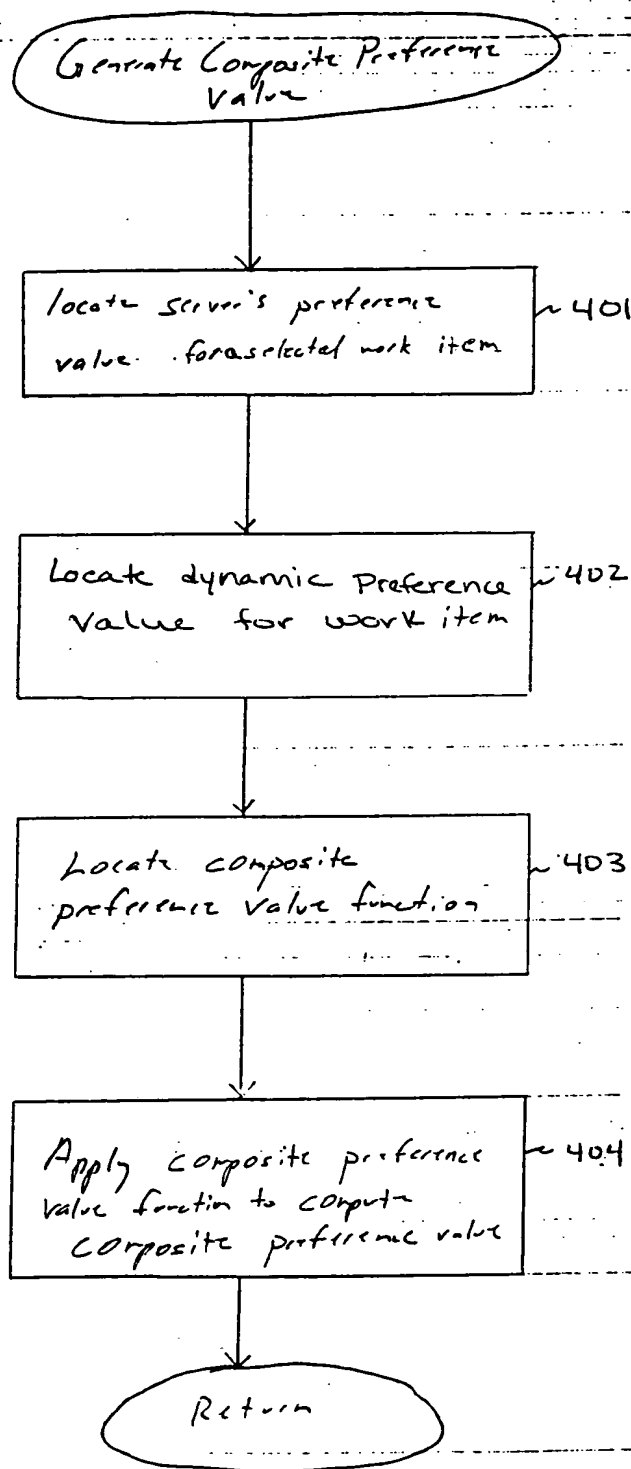 Generate Composite Preference
Value
locate server's preference
value for a selected work item
~ 401
Locate dynamic preference
value for work item
~ 402
Locate composite
preference value function
~ 403
Apply composite preference
value function to compute
composite preference value
~ 404
Return